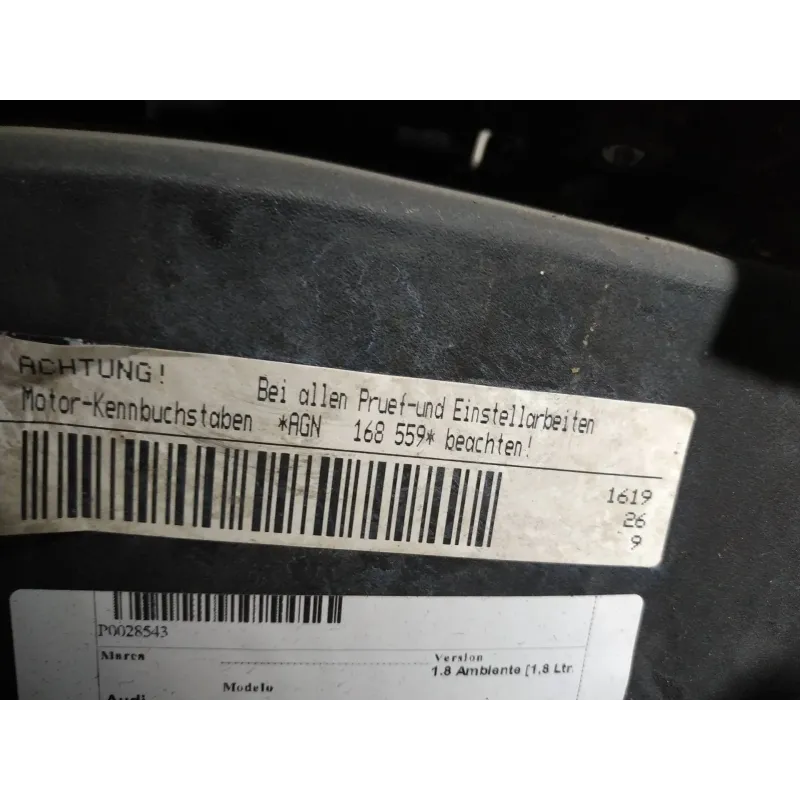 ACHTUNG! Bei allen Pruef-und Einstellarbeiten
Motor-Kennbuchstaben *AGN 168 559* beachten!
1619
26
9
P0028543
Marca Version
1.8 Ambiente [1,8 Ltr.
Modelo
Audi